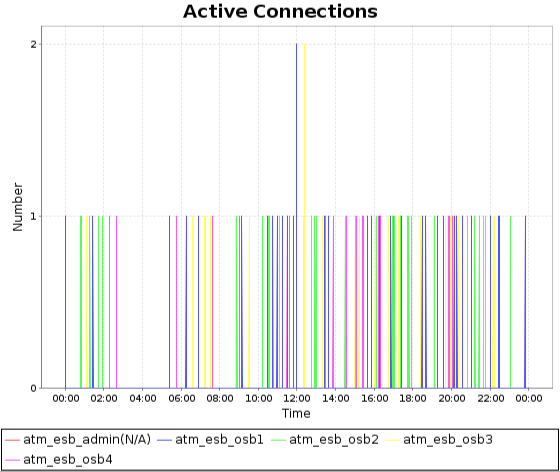 Active Connections
2
1
0
Number
00:00 02:00 04:00 06:00 08:00 10:00 12:00 14:00 16:00 18:00 20:00 22:00 00:00
Time
atm_esb_admin(N/A) atm_esb_osb1 atm_esb_osb2 atm_esb_osb3
atm_esb_osb4